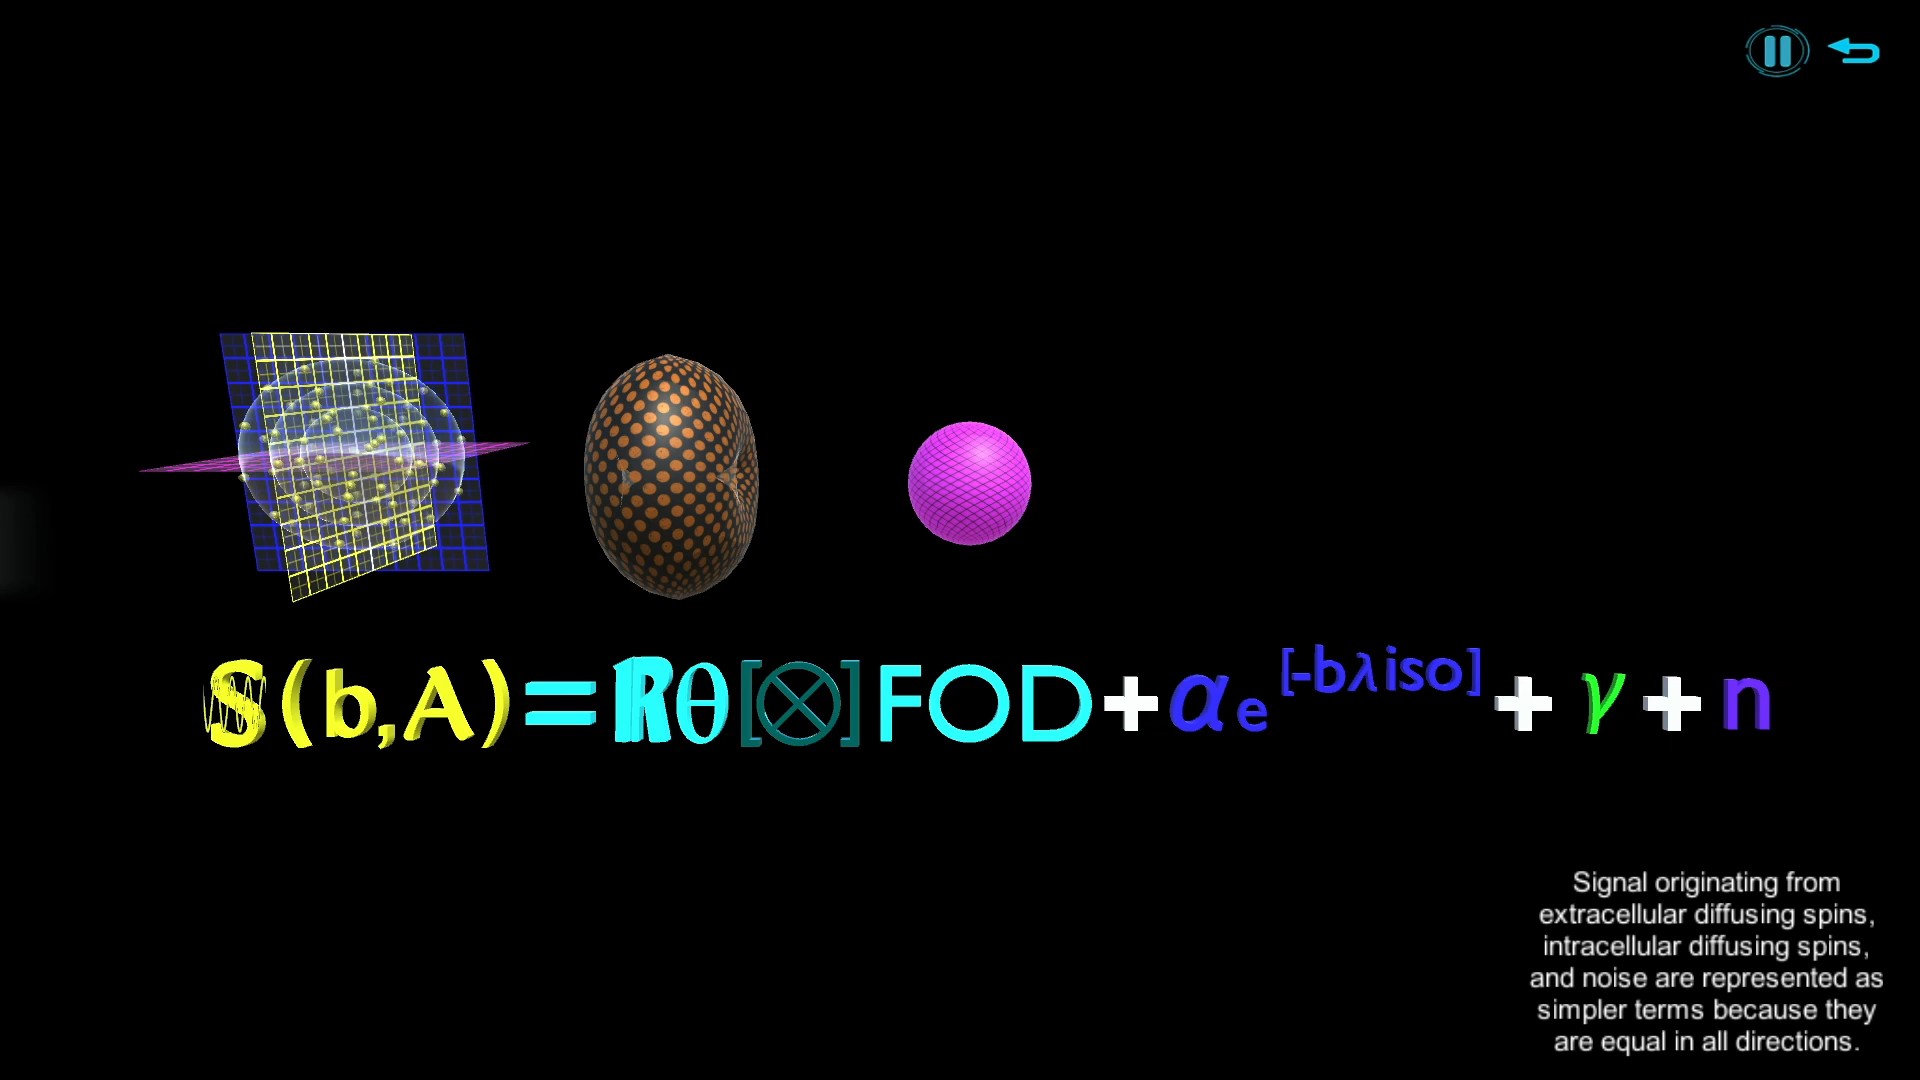 S(b,A)=Rθ[⊗]FOD+αe[-bλiso]+γ+n
Signal originating from
extracellular diffusing spins,
intracellular diffusing spins,
and noise are represented as
simpler terms because they
are equal in all directions.